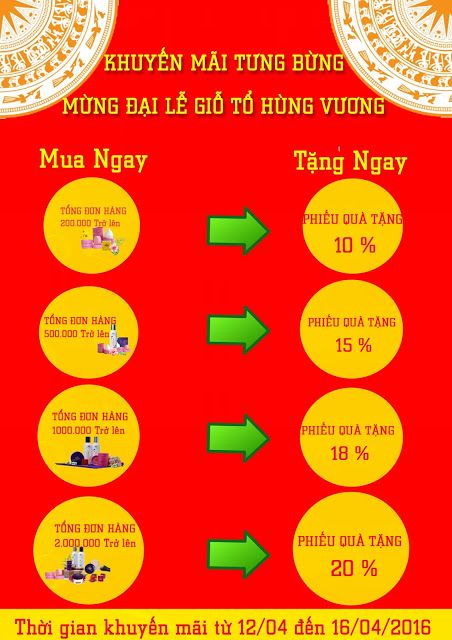 KHUYẾN MÃI TƯNG BỪNG
MỪNG ĐẠI LỄ GIỖ TỔ HÙNG VƯƠNG
Mua Ngay
Tặng Ngay
TỔNG ĐƠN HÀNG
200.000 Trở lên
PHIẾU QUÀ TẶNG
10 %
TỔNG ĐƠN HÀNG
500.000 Trở lên
PHIẾU QUÀ TẶNG
15 %
TỔNG ĐƠN HÀNG
1000.000 Trở lên
PHIẾU QUÀ TẶNG
18 %
TỔNG ĐƠN HÀNG
2.000.000 Trở lên
PHIẾU QUÀ TẶNG
20 %
Thời gian khuyến mãi từ 12/04 đến 16/04/2016